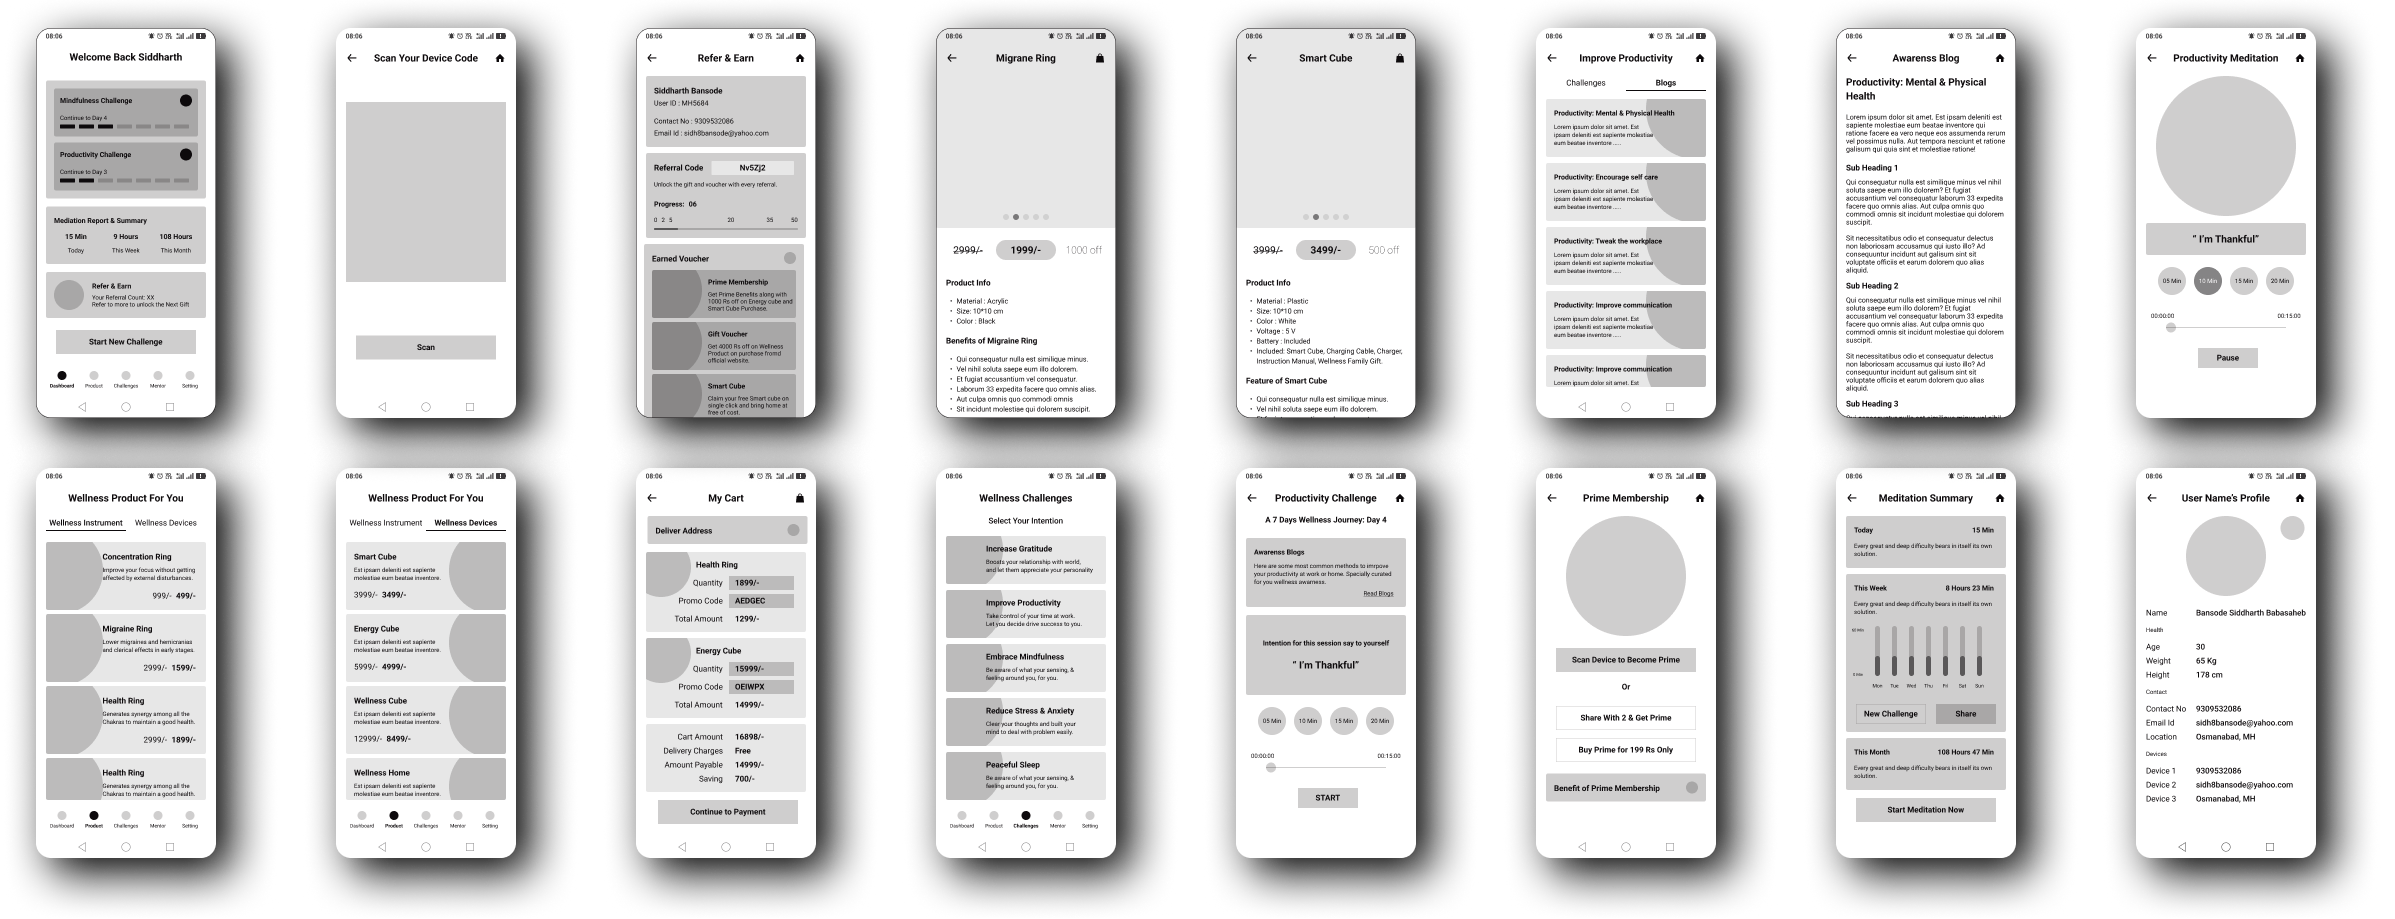 08:06
Welcome Back Siddharth
Mindfulness Challenge
Continue to Day 4
Productivity Challenge
Continue to Day 3
Mediation Report & Summary
15 Min 9 Hours 108 Hours
Today This Week This Month
Refer & Earn
Your Referral Count: XX
Refer to more to unlock the Next Gift
Start New Challenge
Dashboard Product Challenges Mentor Setting
08:06
Scan Your Device Code
Scan
08:06
Refer & Earn
Siddharth Bansode
User ID : MH5684
Contact No : 9309532086
Email Id : sidh8bansode@yahoo.com
Referral Code Nv5Zj2
Unlock the gift and voucher with every referral.
Progress: 06
0 2 5 20 35 50
Earned Voucher
Prime Membership
Get Prime Benefits along with
1000 Rs off on Energy cube and
Smart Cube Purchase.
Gift Voucher
Get 4000 Rs off on Wellness
Product on purchase fromd
official website.
Smart Cube
Claim your free Smart cube on
single click and bring home at
free of coat.
08:06
Migrane Ring
2999/- 1999/- 1000 off
Product Info
• Material : Acrylic
• Size: 10*10 cm
• Color : Black
Benefits of Migraine Ring
• Qui consequatur nulla est similique minus.
• Vel nihil soluta saepe eum illo dolorem.
• Et fugiat accusantium vel consequatur.
• Laborum 33 expedita facere quo omnis alias.
• Aut culpa omnis quo commodi omnis
• Sit incidunt molestiae qui dolorem suscipit.
08:06
Smart Cube
3999/- 3499/- 500 off
Product Info
• Material : Plastic
• Size: 10*10 cm
• Color : White
• Voltage : 5 V
• Battery : Included
• Included: Smart Cube, Charging Cable, Charger,
Instruction Manual, Wellness Family Gift.
Feature of Smart Cube
• Qui consequatur nulla est similique minus.
• Vel nihil soluta saepe eum illo dolorem.
08:06
Improve Productivity
Challenges Blogs
Productivity: Mental & Physical Health
Lorem ipsum dolor sit amet. Est
ipsam deleniti est sapiente molestiae
eum beatae inventore .....
Productivity: Encourage self care
Lorem ipsum dolor sit amet. Est
ipsam deleniti est sapiente molestiae
eum beatae inventore .....
Productivity: Tweak the workplace
Lorem ipsum dolor sit amet. Est
ipsam deleniti est sapiente molestiae
eum beatae inventore .....
Productivity: Improve communication
Lorem ipsum dolor sit amet. Est
ipsam deleniti est sapiente molestiae
eum beatae inventore .....
Productivity: Improve communication
Lorem ipsum dolor sit amet. Est
08:06
Awarenss Blog
Productivity: Mental & Physical
Health
Lorem ipsum dolor sit amet. Est ipsam deleniti est
sapiente molestiae eum beatae inventore qui
ratione facere ea vero neque eos assumenda rerum
vel possimus nulla. Aut tempora nesciunt et ratione
galisum qui quia sint et molestiae ratione!
Sub Heading 1
Qui consequatur nulla est similique minus vel nihil
soluta saepe eum illo dolorem? Et fugiat
accusantium vel consequatur laborum 33 expedita
facere quo omnis alias. Aut culpa omnis quo
commodi omnis sit incidunt molestiae qui dolorem
suscipit.
Sit necessitatibus odio et consequatur delectus
non laboriosam accusamus qui iusto illo? Ad
consequuntur incidunt aut galisum sint sit
voluptate officiis et earum dolorem quo alias
aliquid.
Sub Heading 2
Qui consequatur nulla est similique minus vel nihil
soluta saepe eum illo dolorem? Et fugiat
accusantium vel consequatur laborum 33 expedita
facere quo omnis alias. Aut culpa omnis quo
commodi omnis sit incidunt molestiae qui dolorem
suscipit.
Sit necessitatibus odio et consequatur delectus
non laboriosam accusamus qui iusto illo? Ad
consequuntur incidunt aut galisum sint sit
voluptate officiis et earum dolorem quo alias
aliquid.
Sub Heading 3
08:06
Productivity Meditation
“ I’m Thankful”
05 Min 10 Min 15 Min 20 Min
00:00:00 00:15:00
Pause
08:06
Wellness Product For You
Wellness Instrument Wellness Devices
Concentration Ring
Improve your focus without getting
affected by external disturbances.
999/- 499/-
Migraine Ring
Lower migraines and hemicranias
and clerical effects in early stages.
2999/- 1599/-
Health Ring
Generates synergy among all the
Chakras to maintain a good health.
2999/- 1899/-
Health Ring
Generates synergy among all the
Chakras to maintain a good health.
Dashboard Product Challenges Mentor Setting
08:06
Wellness Product For You
Wellness Instrument Wellness Devices
Smart Cube
Est ipsam deleniti est sapiente
molestiae eum beatae inventore.
3999/- 3499/-
Energy Cube
Est ipsam deleniti est sapiente
molestiae eum beatae inventore.
5999/- 4999/-
Wellness Cube
Est ipsam deleniti est sapiente
molestiae eum beatae inventore.
12999/- 8499/-
Wellness Home
Est ipsam deleniti est sapiente
molestiae eum beatae inventore.
Dashboard Product Challenges Mentor Setting
08:06
My Cart
Deliver Address
Health Ring
Quantity 1899/-
Promo Code AEDGEC
Total Amount 1299/-
Energy Cube
Quantity 15999/-
Promo Code OEIWPX
Total Amount 14999/-
Cart Amount 16898/-
Delivery Charges Free
Amount Payable 14999/-
Saving 700/-
Continue to Payment
08:06
Wellness Challenges
Select Your Intention
Increase Gratitude
Boosts your relationship with world,
and let them appreciate your personality
Improve Productivity
Take control of your time at work.
Let you decide drive success to you.
Embrace Mindfulness
Be aware of what your sensing, &
feeling around you, for you.
Reduce Stress & Anxiety
Clear your thoughts and built your
mind to deal with problem easily.
Peaceful Sleep
Be aware of what your sensing, &
feeling around you, for you.
Dashboard Product Challenges Mentor Setting
08:06
Productivity Challenge
A 7 Days Wellness Journey: Day 4
Awarenss Blogs
Here are some most common methods to imrpove
your productivity at work or home. Specially curated
for you wellness awarness.
Read Blogs
Intention for this session say to yourself
“ I’m Thankful”
05 Min 10 Min 15 Min 20 Min
00:00:00 00:15:00
START
08:06
Prime Membership
Scan Device to Become Prime
Or
Share With 2 & Get Prime
Buy Prime for 199 Rs Only
Benefit of Prime Membership
08:06
Meditation Summary
Today 15 Min
Every great and deep difficulty bears in itself its own
solution.
This Week 8 Hours 23 Min
Every great and deep difficulty bears in itself its own
solution.
60 Min
0 Min
Mon Tue Wed Thu Fri Sat Sun
New Challenge Share
This Month 108 Hours 47 Min
Every great and deep difficulty bears in itself its own
solution.
Start Meditation Now
08:06
User Name’s Profile
Name Bansode Siddharth Babasaheb
Health
Age 30
Weight 65 Kg
Height 178 cm
Contact
Contact No 9309532086
Email Id sidh8bansode@yahoo.com
Location Osmanabad, MH
Devices
Device 1 9309532086
Device 2 sidh8bansode@yahoo.com
Device 3 Osmanabad, MH